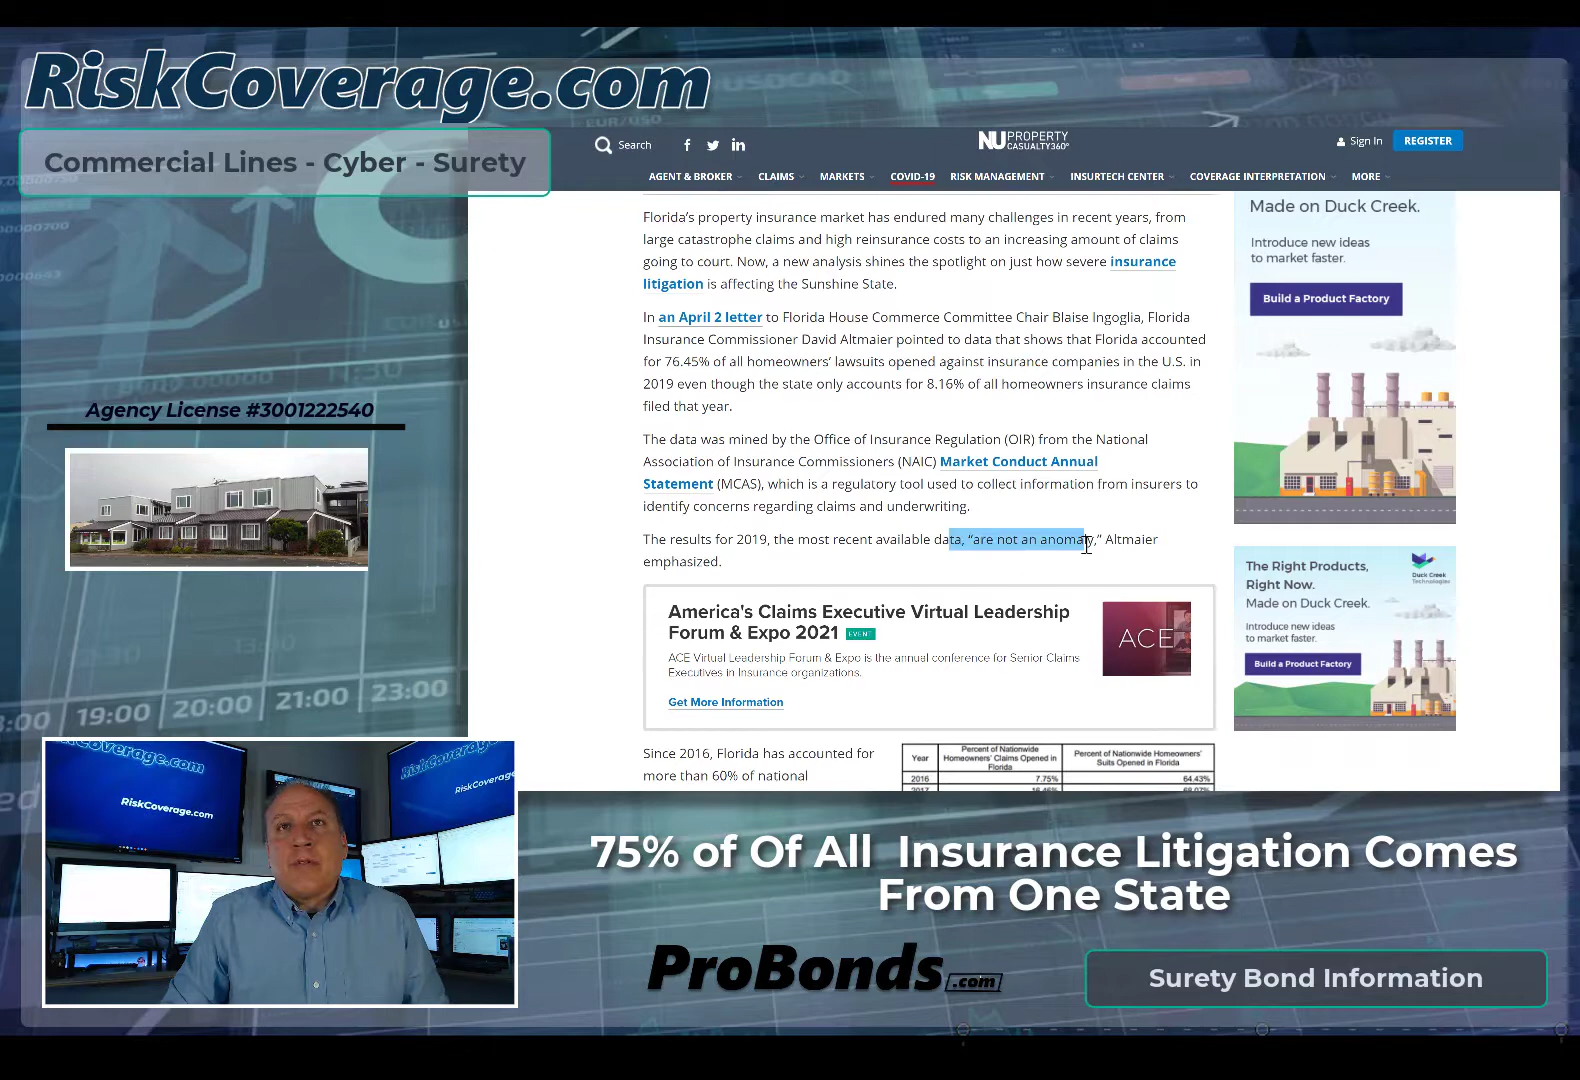 RiskCoverage.com
Commercial Lines - Cyber - Surety
Search
NU PROPERTY
CASUALTY360°
Sign In
REGISTER
AGENT & BROKER
CLAIMS
MARKETS
COVID-19
RISK MANAGEMENT
INSURTECH CENTER
COVERAGE INTERPRETATION
MORE
Florida's property insurance market has endured many challenges in recent years, from
large catastrophe claims and high reinsurance costs to an increasing amount of claims
going to court. Now, a new analysis shines the spotlight on just how severe insurance
litigation is affecting the Sunshine State.
In an April 2 letter to Florida House Commerce Committee Chair Blaise Ingoglia, Florida
Insurance Commissioner David Altmaier pointed to data that shows that Florida accounted
for 76.45% of all homeowners' lawsuits opened against insurance companies in the U.S. in
2019 even though the state only accounts for 8.16% of all homeowners insurance claims
filed that year.
The data was mined by the Office of Insurance Regulation (OIR) from the National
Association of Insurance Commissioners (NAIC) Market Conduct Annual
Statement (MCAS), which is a regulatory tool used to collect information from insurers to
identify concerns regarding claims and underwriting.
The results for 2019, the most recent available data, “are not an anomaly,” Altmaier
emphasized.
America's Claims Executive Virtual Leadership
Forum & Expo 2021 EVENT
ACE Virtual Leadership Forum & Expo is the annual conference for Senior Claims
Executives in Insurance organizations.
Get More Information
ACE
Since 2016, Florida has accounted for
more than 60% of national
Year
Percent of Nationwide
Homeowners' Claims Opened in
Florida
Percent of Nationwide Homeowners'
Suits Opened in Florida
2016 7.75% 64.43%
Made on Duck Creek.
Introduce new ideas
to market faster.
Build a Product Factory
The Right Products,
Right Now.
Made on Duck Creek.
Duck Creek
Technologies
Introduce new ideas
to market faster.
Build a Product Factory
Agency License #3001222540
EUR/USD
11:30
19:00 20:00 21:00 23:00
RiskCoverage.com
RiskCoverage.com
75% of Of All Insurance Litigation Comes
From One State
ProBonds.com
Surety Bond Information